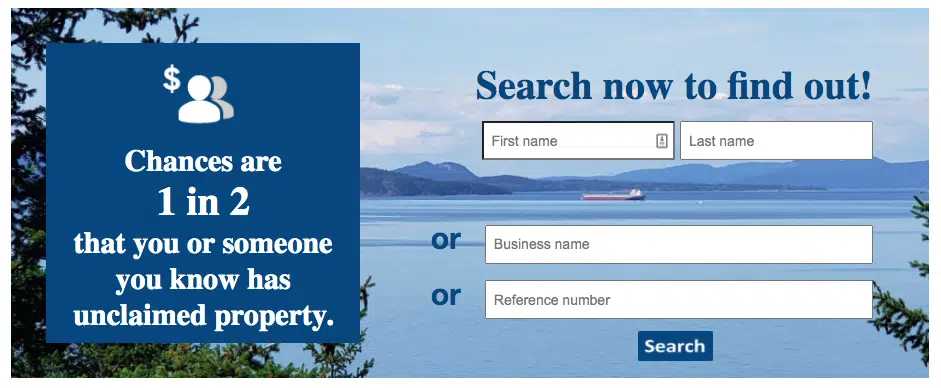 $
Chances are
1 in 2
that you or someone
you know has
unclaimed property.
Search now to find out!
First name
Last name
or
Business name
or
Reference number
Search